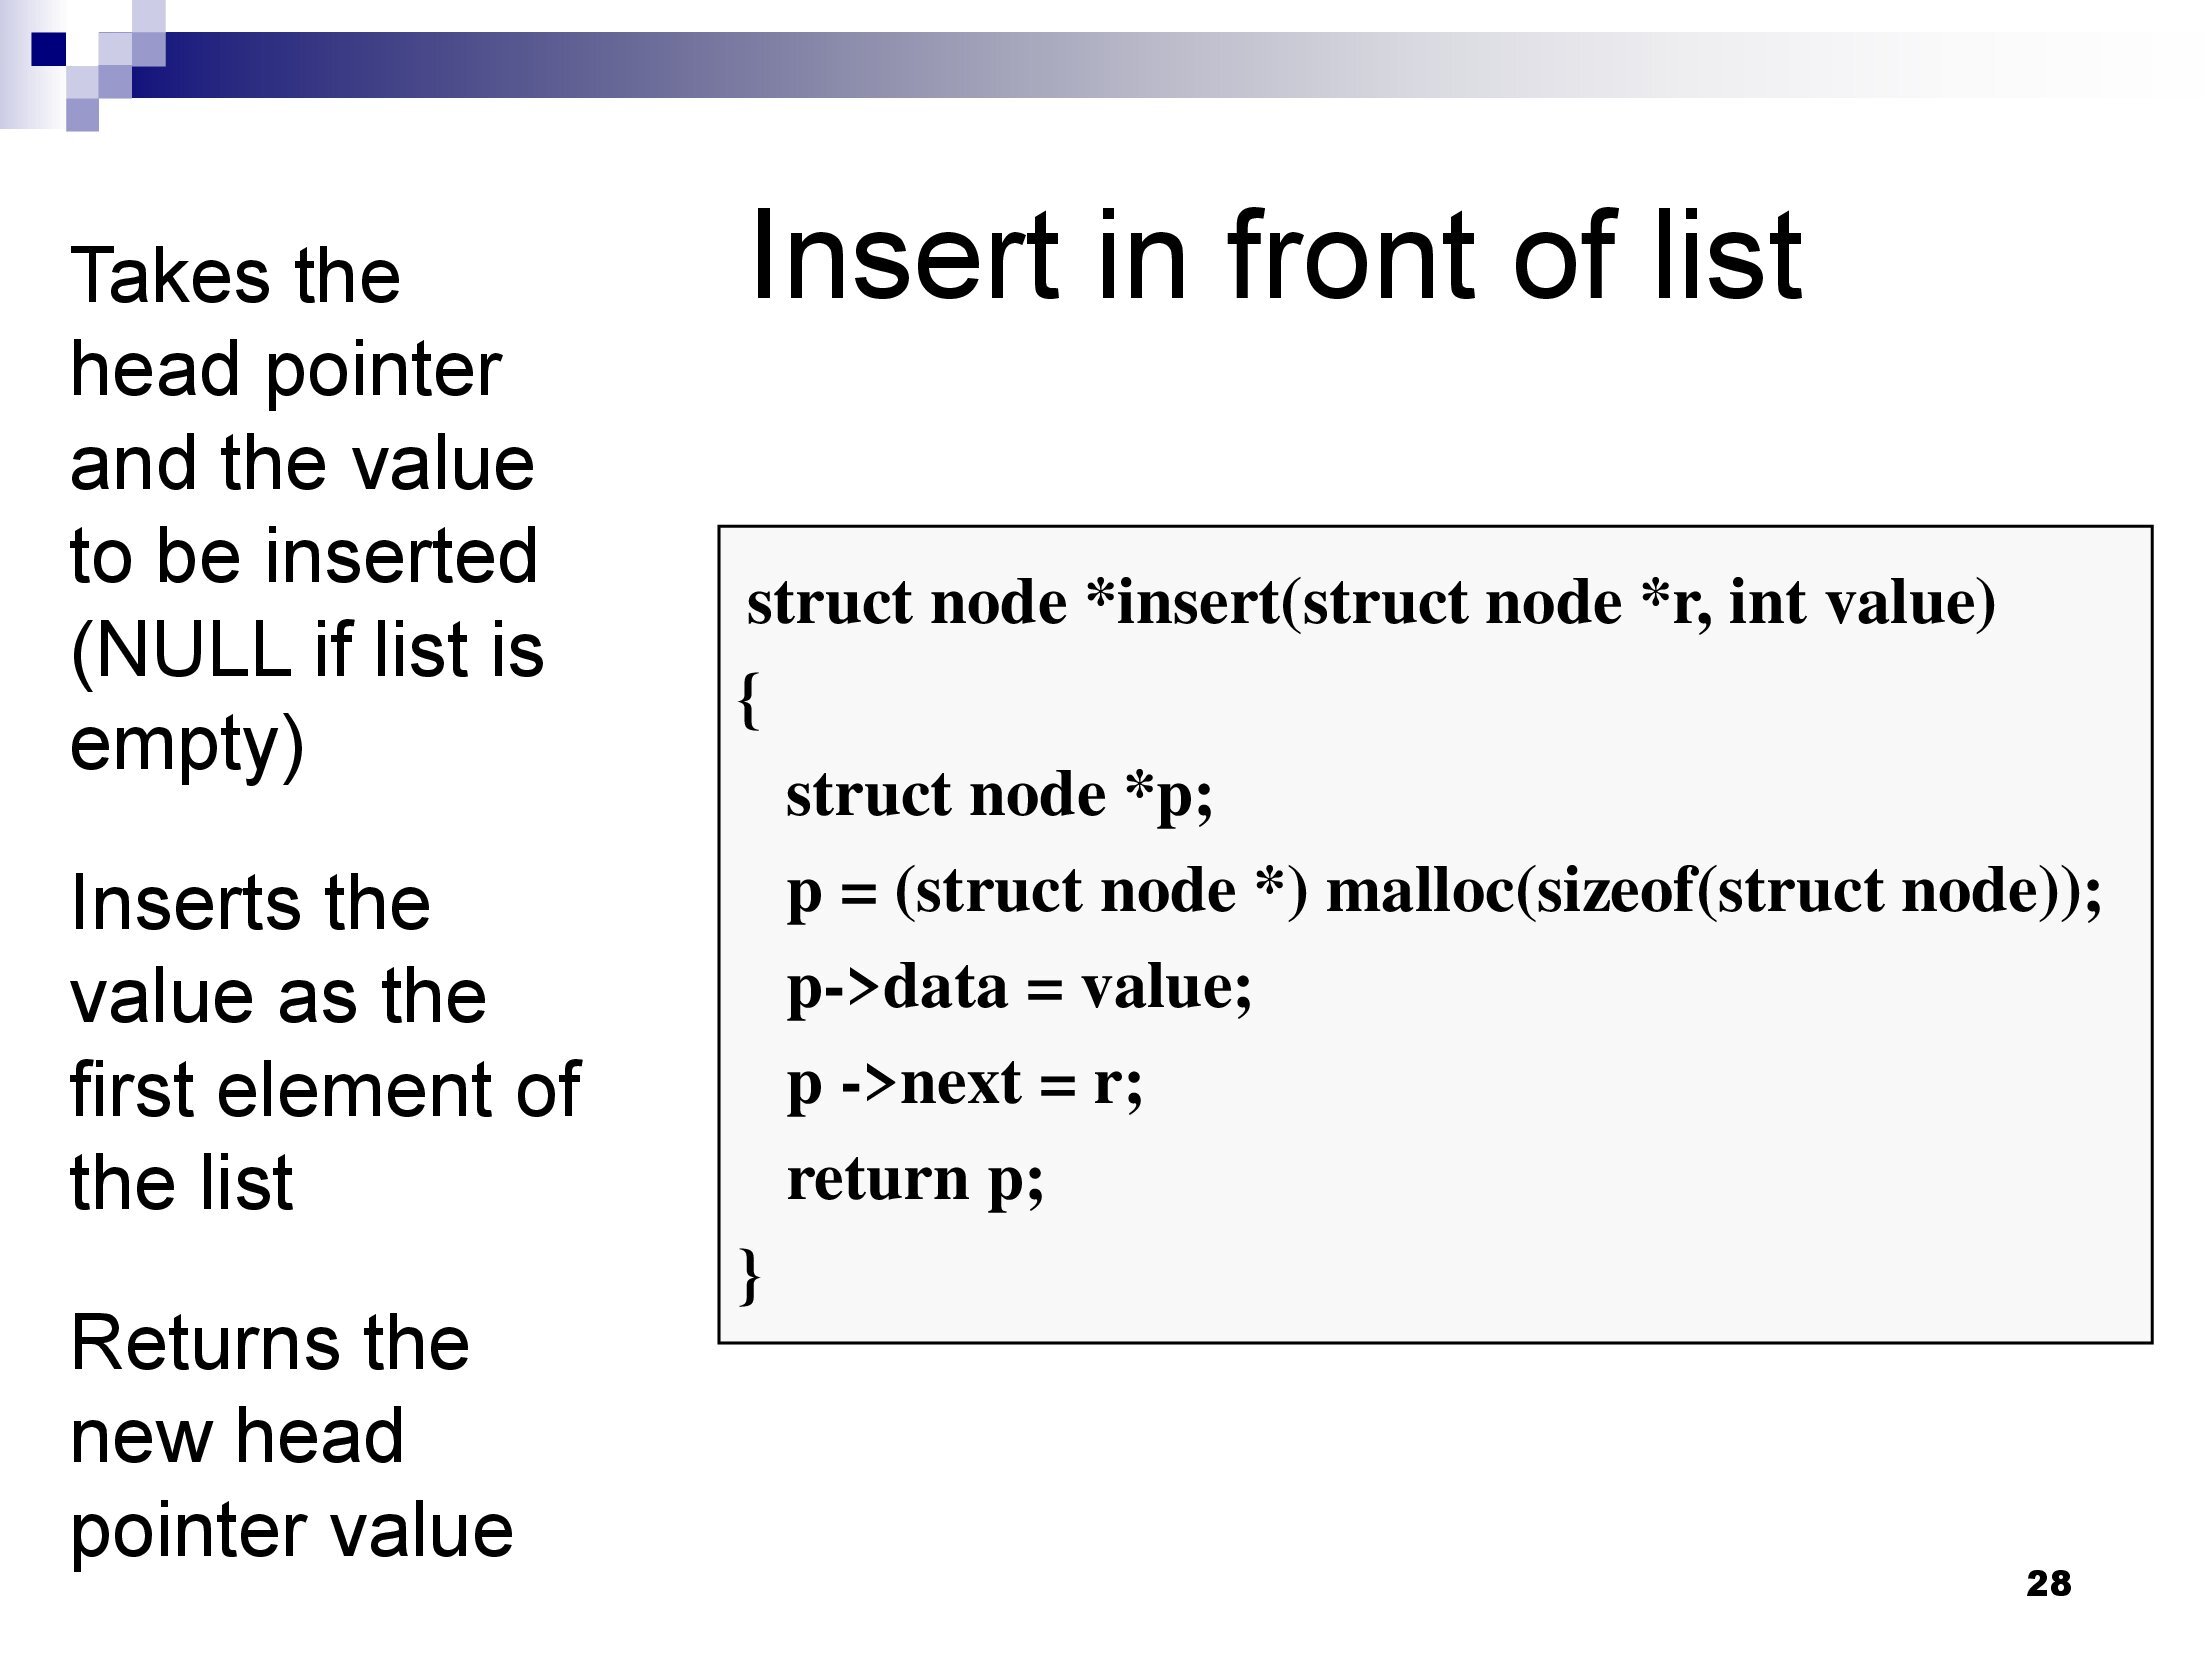 Insert in front of list
Takes the
head pointer
and the value
to be inserted
(NULL if list is
empty)
Inserts the
value as the
first element of
the list
Returns the
new head
pointer value
struct node *insert(struct node *r, int value)
{
struct node *p;
p = (struct node *) malloc(sizeof(struct node));
p->data = value;
p ->next = r;
return p;
}
28